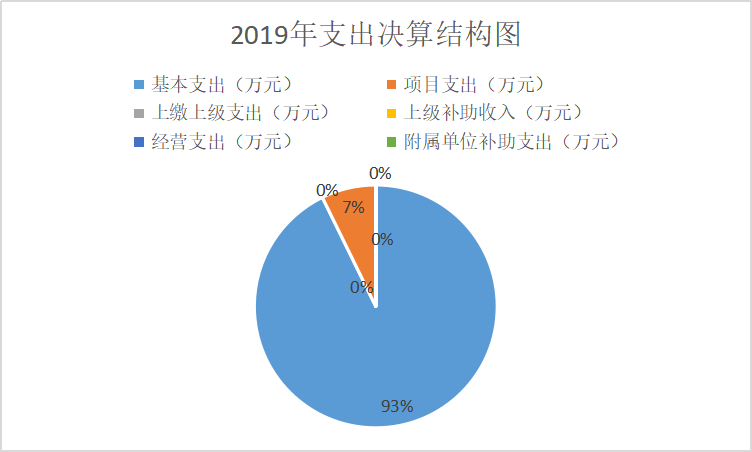 2019年支出决算结构图
基本支出（万元） 项目支出（万元）
上缴上级支出（万元） 上级补助收入（万元）
经营支出（万元） 附属单位补助支出（万元）
0%
0%
7%
0%
0%
93%